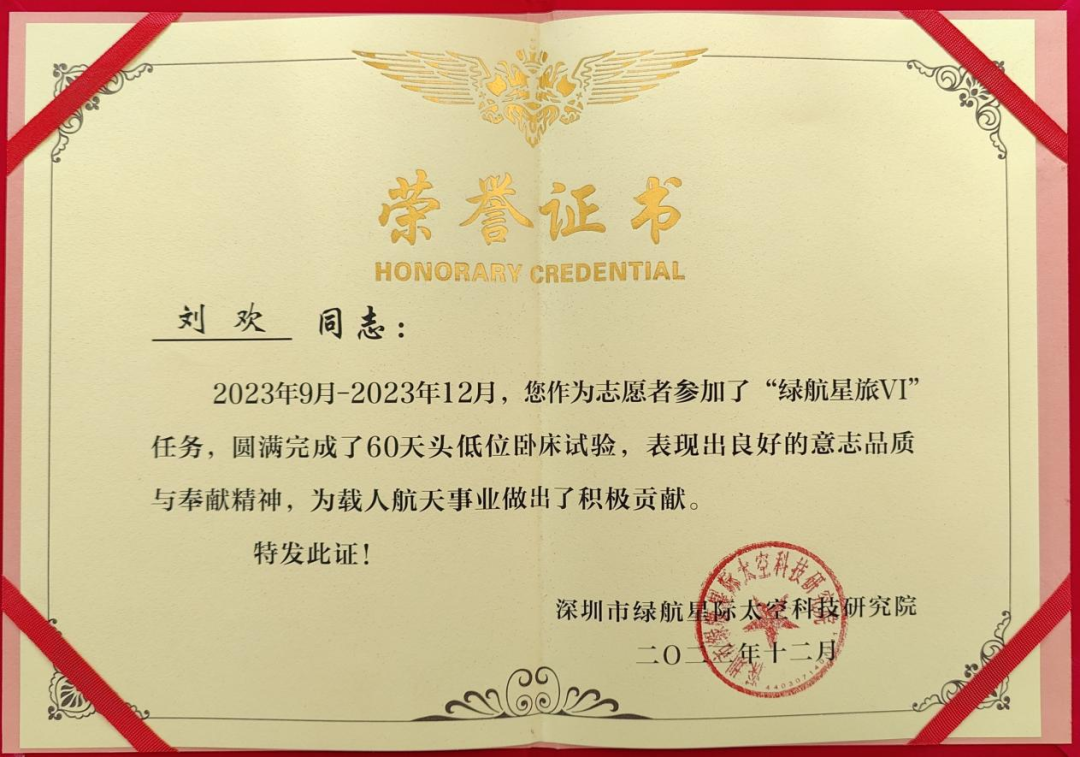 荣誉证书
HONORARY CREDENTIAL
刘欢 同志：
2023年9月-2023年12月，您作为志愿者参加了“绿航星旅VI”
任务，圆满完成了60天头低位卧床试验，表现出良好的意志品质
与奉献精神，为载人航天事业做出了积极贡献。
特发此证！
深圳市绿航星际太空科技研究院
二〇二 年十二月